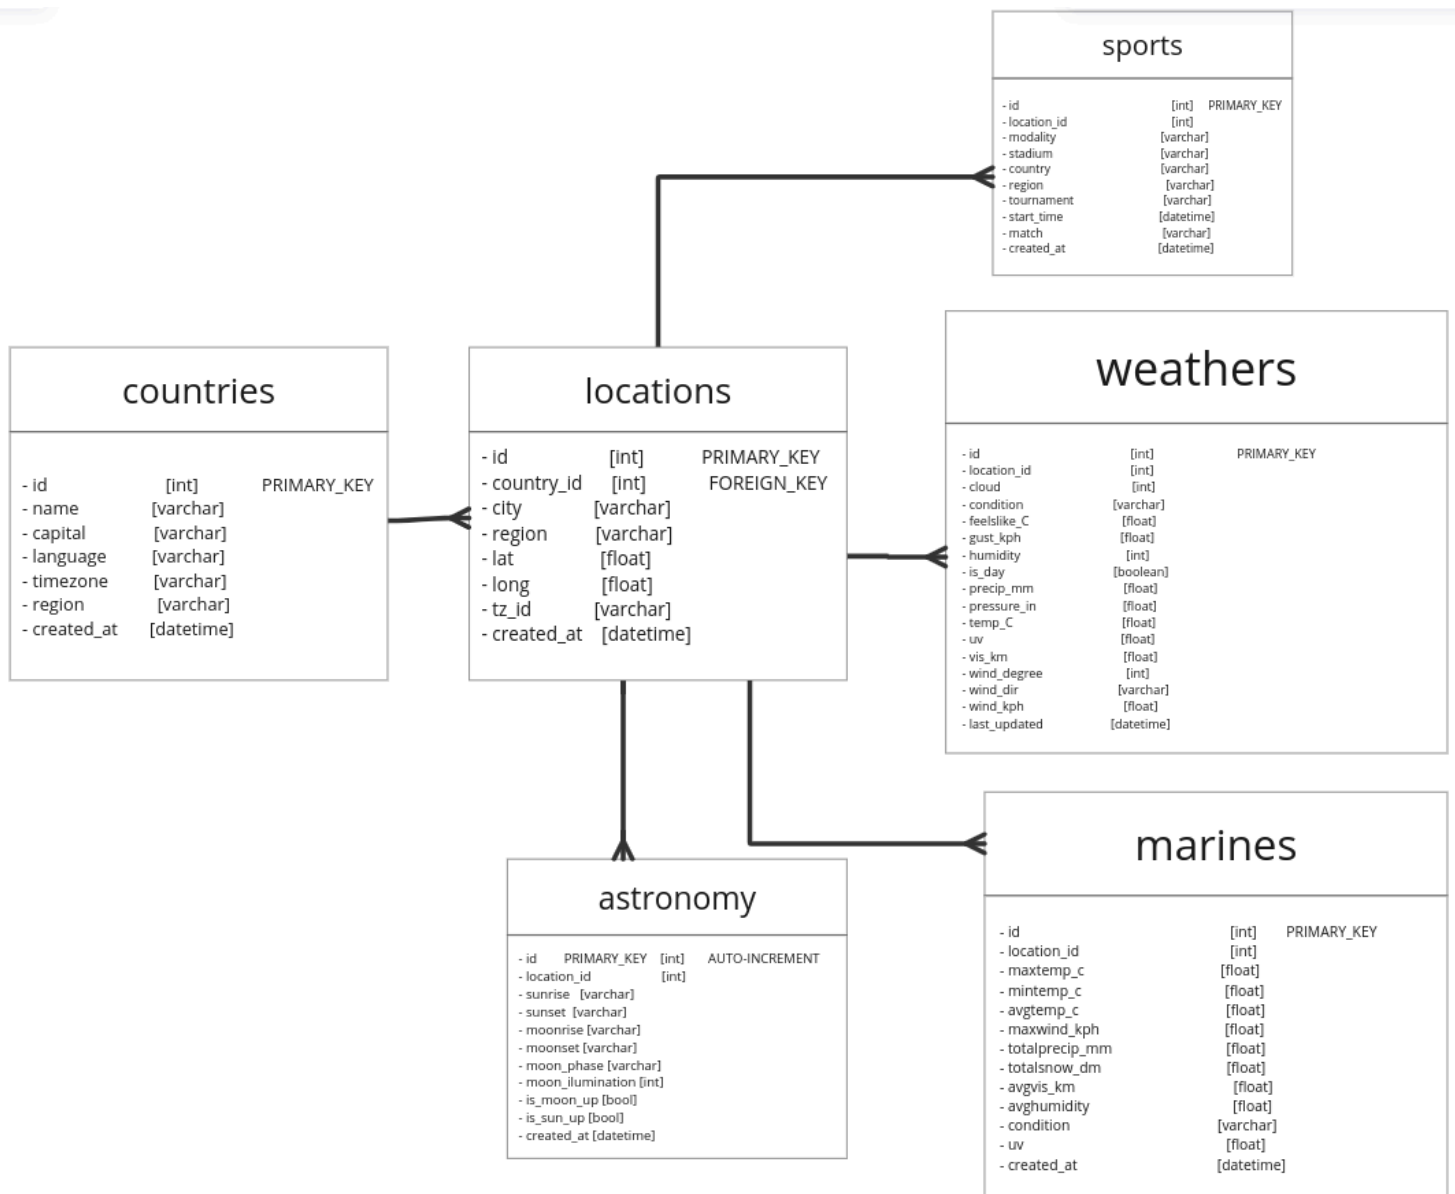 sports
- id [int] PRIMARY_KEY
- location_id [int]
- modality [varchar]
- stadium [varchar]
- country [varchar]
- region [varchar]
- tournament [varchar]
- start_time [datetime]
- match [varchar]
- created_at [datetime]
countries
- id [int] PRIMARY_KEY
- name [varchar]
- capital [varchar]
- language [varchar]
- timezone [varchar]
- region [varchar]
- created_at [datetime]
locations
- id [int] PRIMARY_KEY
- country_id [int] FOREIGN_KEY
- city [varchar]
- region [varchar]
- lat [float]
- long [float]
- tz_id [varchar]
- created_at [datetime]
weathers
- id [int] PRIMARY_KEY
- location_id [int]
- cloud [int]
- condition [varchar]
- feelslike_C [float]
- gust_kph [float]
- humidity [int]
- is_day [boolean]
- precip_mm [float]
- pressure_in [float]
- temp_C [float]
- uv [float]
- vis_km [float]
- wind_degree [int]
- wind_dir [varchar]
- wind_kph [float]
- last_updated [datetime]
astronomy
- id PRIMARY_KEY [int] AUTO-INCREMENT
- location_id [int]
- sunrise [varchar]
- sunset [varchar]
- moonrise [varchar]
- moonset [varchar]
- moon_phase [varchar]
- moon_ilumination [int]
- is_moon_up [bool]
- is_sun_up [bool]
- created_at [datetime]
marines
- id [int] PRIMARY_KEY
- location_id [int]
- maxtemp_c [float]
- mintemp_c [float]
- avgtemp_c [float]
- maxwind_kph [float]
- totalprecip_mm [float]
- totalsnow_dm [float]
- avgvis_km [float]
- avghumidity [float]
- condition [varchar]
- uv [float]
- created_at [datetime]